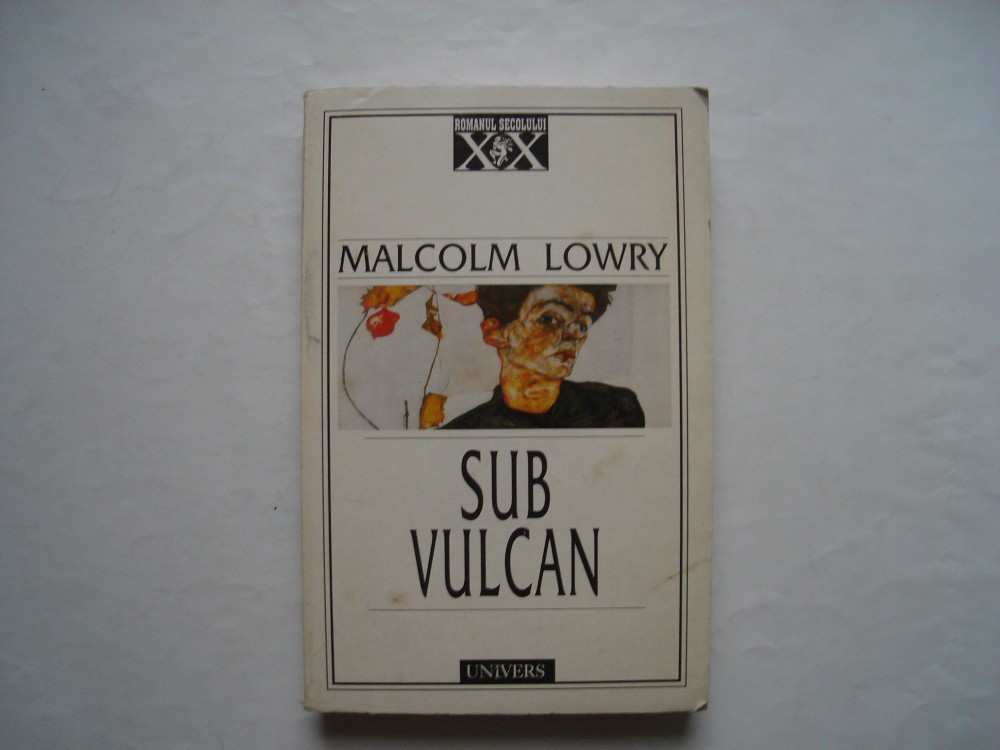 ROMANUL SECOLULUI
XX
MALCOLM LOWRY
SUB
VULCAN
UNIVERS